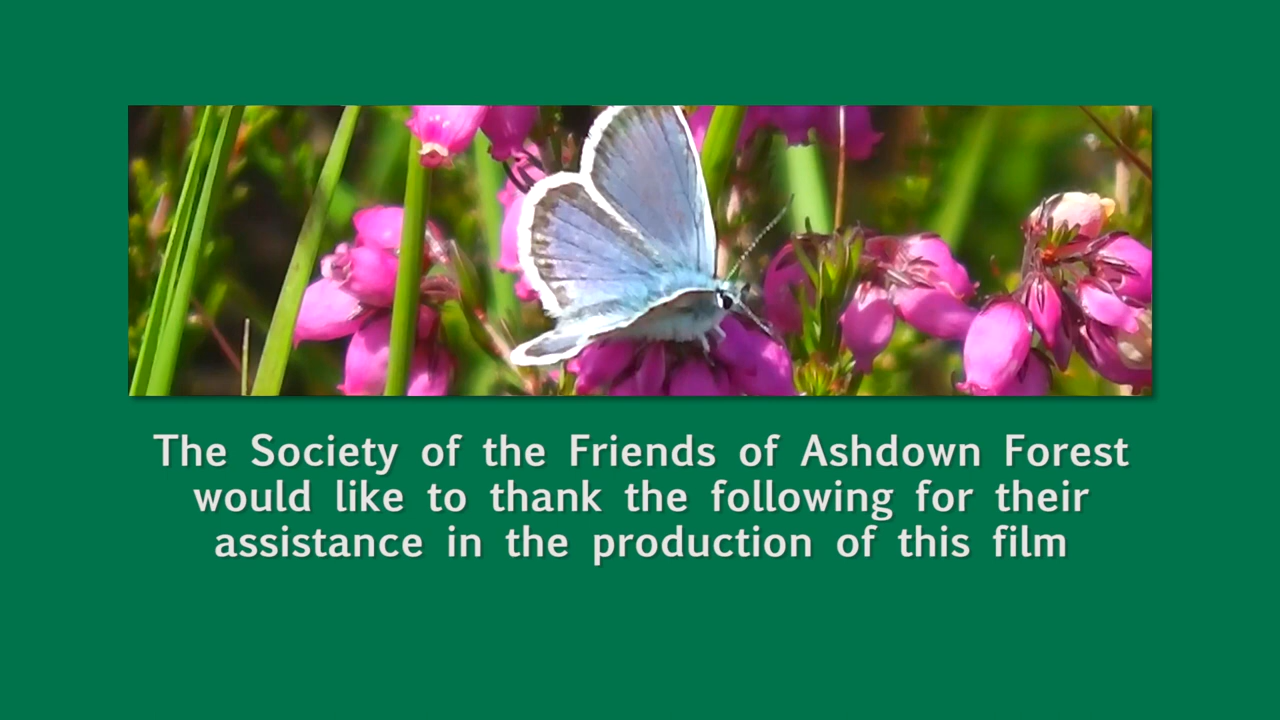 The Society of the Friends of Ashdown Forest
would like to thank the following for their
assistance in the production of this film